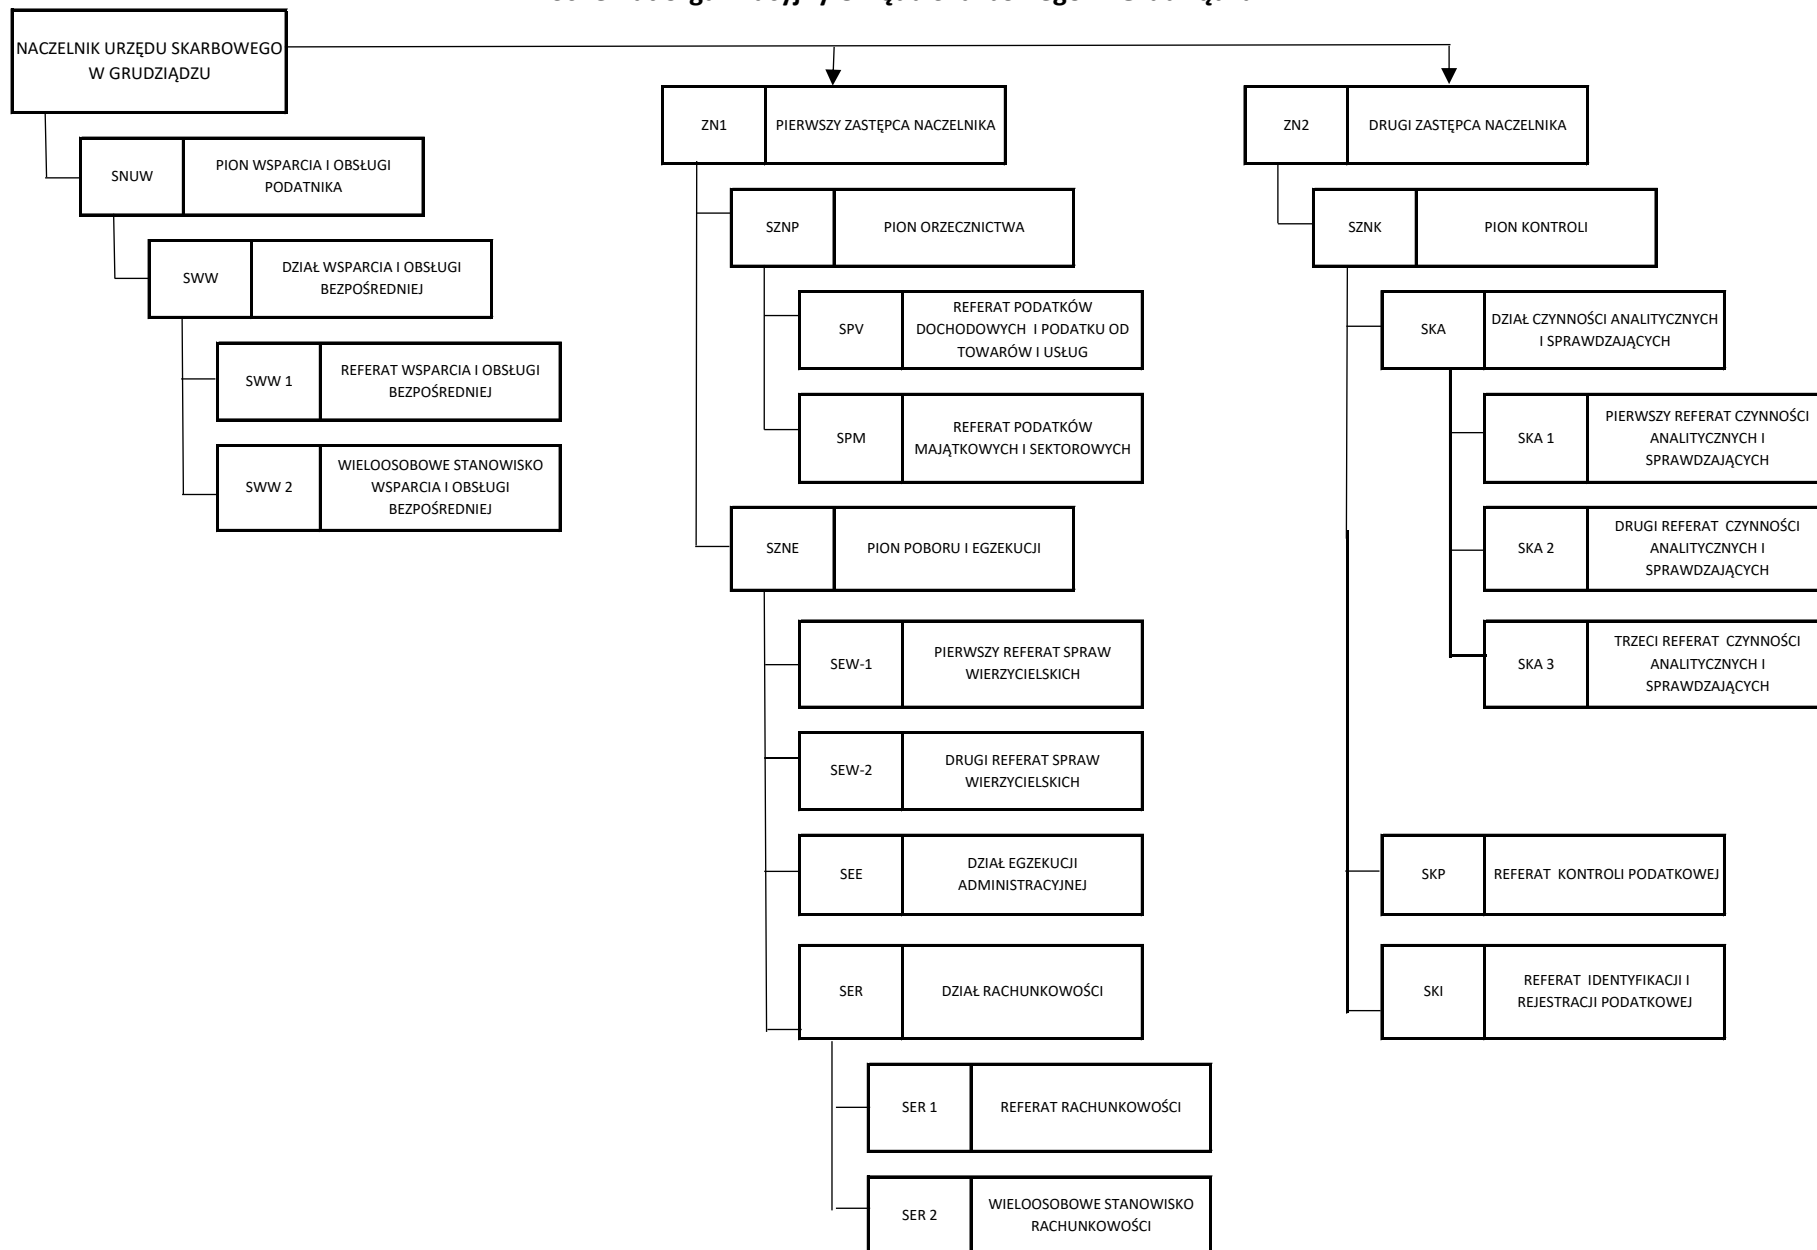 NACZELNIK URZĘDU SKARBOWEGO
W GRUDZIĄDZU
SNUW
PION WSPARCIA I OBSŁUGI
PODATNIKA
SWW
DZIAŁ WSPARCIA I OBSŁUGI
BEZPOŚREDNIEJ
SWW 1
REFERAT WSPARCIA I OBSŁUGI
BEZPOŚREDNIEJ
SWW 2
WIELOOSOBOWE STANOWISKO
WSPARCIA I OBSŁUGI
BEZPOŚREDNIEJ
ZN1
PIERWSZY ZASTĘPCA NACZELNIKA
SZNP
PION ORZECZNICTWA
SPV
REFERAT PODATKÓW
DOCHODOWYCH I PODATKU OD
TOWARÓW I USŁUG
SPM
REFERAT PODATKÓW
MAJĄTKOWYCH I SEKTOROWYCH
SZNE
PION POBORU I EGZEKUCJI
SEW-1
PIERWSZY REFERAT SPRAW
WIERZYCIELSKICH
SEW-2
DRUGI REFERAT SPRAW
WIERZYCIELSKICH
SEE
DZIAŁ EGZEKUCJI
ADMINISTRACYJNEJ
SER
DZIAŁ RACHUNKOWOŚCI
SER 1
REFERAT RACHUNKOWOŚCI
SER 2
WIELOOSOBOWE STANOWISKO
RACHUNKOWOŚCI
ZN2
DRUGI ZASTĘPCA NACZELNIKA
SZNK
PION KONTROLI
SKA
DZIAŁ CZYNNOŚCI ANALITYCZNYCH
I SPRAWDZAJĄCYCH
SKA 1
PIERWSZY REFERAT CZYNNOŚCI
ANALITYCZNYCH I
SPRAWDZAJĄCYCH
SKA 2
DRUGI REFERAT CZYNNOŚCI
ANALITYCZNYCH I
SPRAWDZAJĄCYCH
SKA 3
TRZECI REFERAT CZYNNOŚCI
ANALITYCZNYCH I
SPRAWDZAJĄCYCH
SKP
REFERAT KONTROLI PODATKOWEJ
SKI
REFERAT IDENTYFIKACJI I
REJESTRACJI PODATKOWEJ